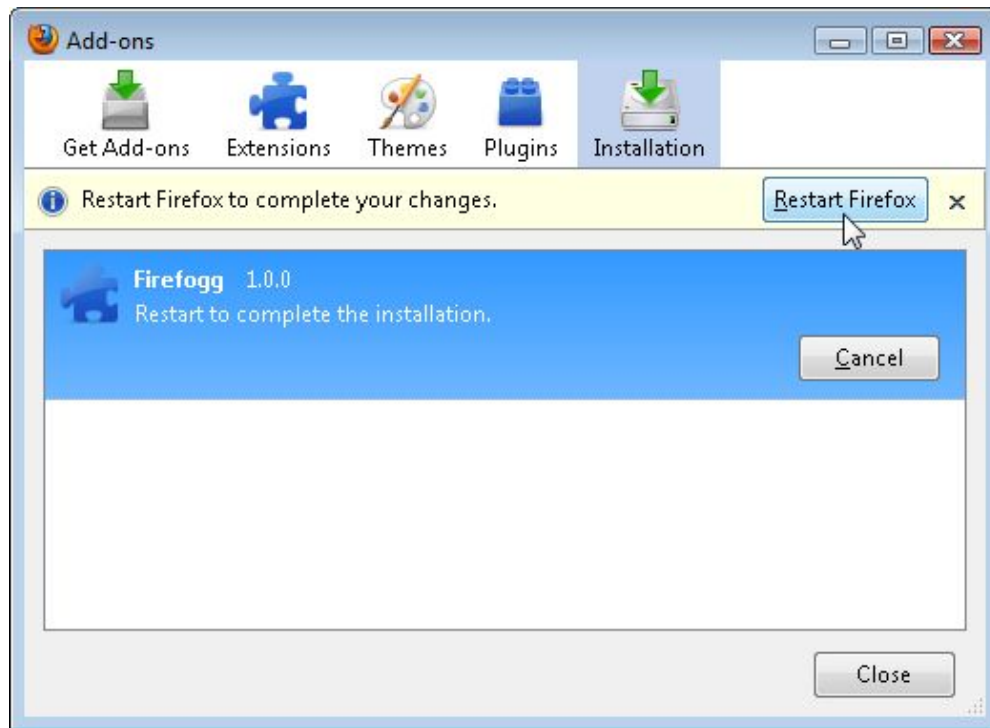 Add-ons
Get Add-ons Extensions Themes Plugins Installation
Restart Firefox to complete your changes. Restart Firefox
Firefogg 1.0.0
Restart to complete the installation.
Cancel
Close